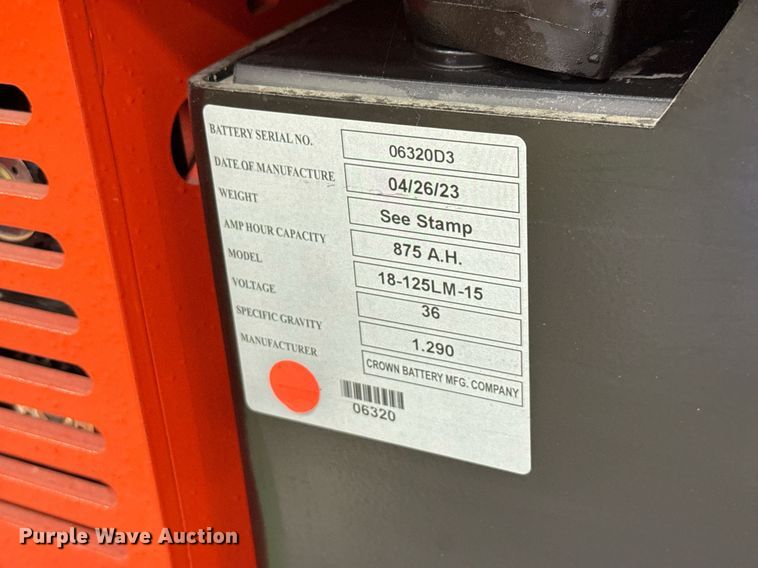 BATTERY SERIAL NO. 06320D3
DATE OF MANUFACTURE 04/26/23
WEIGHT See Stamp
AMP HOUR CAPACITY 875 A.H.
MODEL 18-125LM-15
VOLTAGE 36
SPECIFIC GRAVITY 1.290
MANUFACTURER CROWN BATTERY MFG. COMPANY
06320
Purple Wave Auction